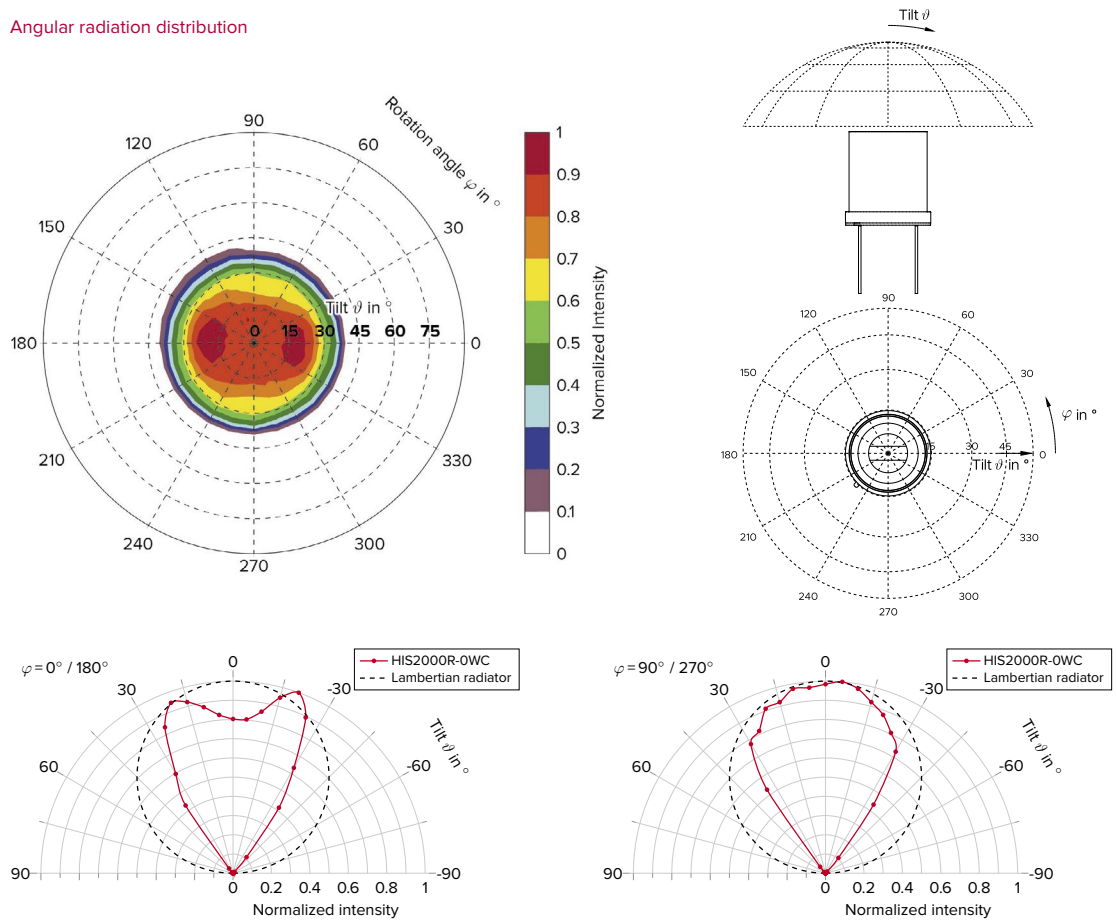 Angular radiation distribution
Tilt ϑ
Rotation angle φ in °
90
120
60
150
30
180
0
210
330
240
300
270
Tilt ϑ in °
0 15 30 45 60 75
1
0.9
0.8
0.7
0.6
0.5
0.4
0.3
0.2
0.1
0
Normalized Intensity
90
120
60
150
30
φ in °
180
15 30 45
0
Tilt ϑ in °
210
330
240
300
270
φ = 0° / 180°
0
HIS2000R-0WC
Lambertian radiator
30
-30
Tilt ϑ in °
60
-60
90
-90
0 0.2 0.4 0.6 0.8 1
Normalized intensity
φ = 90° / 270°
0
HIS2000R-0WC
Lambertian radiator
30
-30
Tilt ϑ in °
60
-60
90
-90
0 0.2 0.4 0.6 0.8 1
Normalized intensity